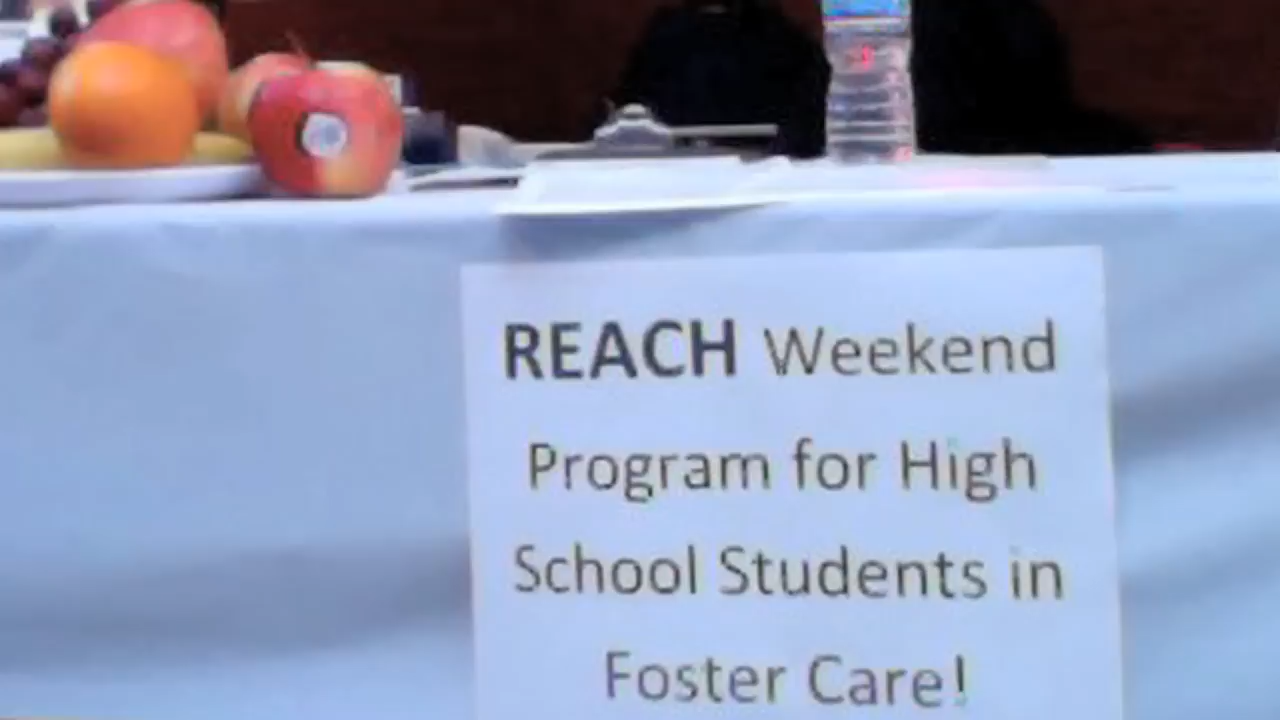 REACH Weekend
Program for High
School Students in
Foster Care!